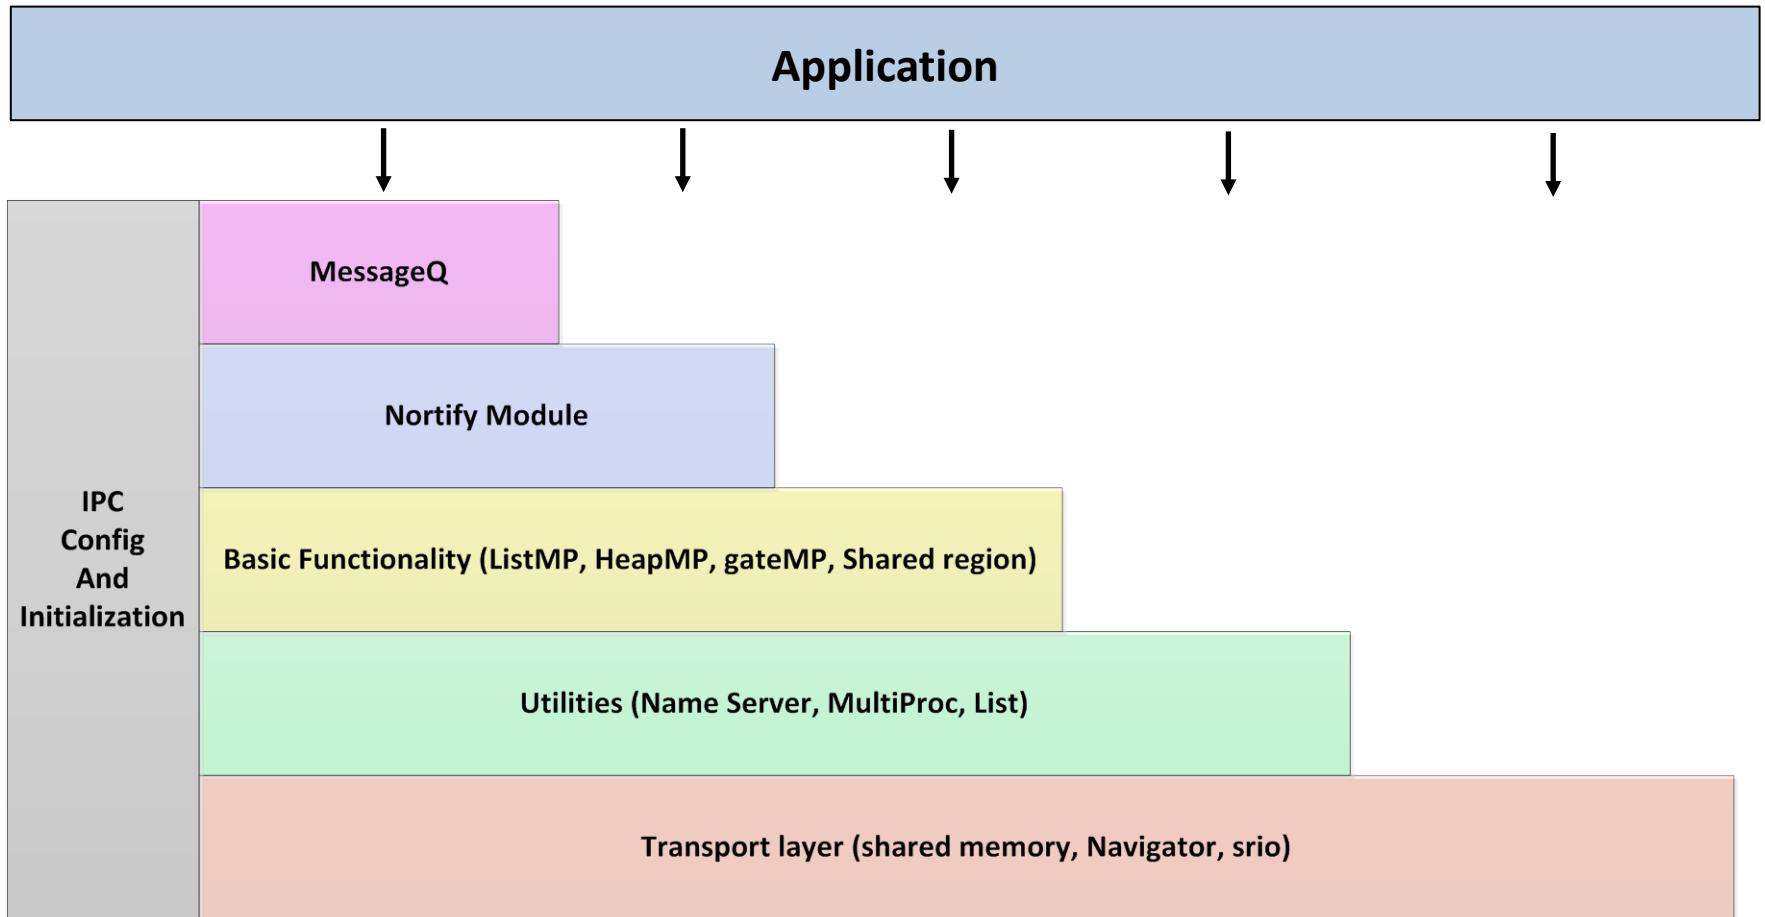 Application
MessageQ
Nortify Module
IPC
Config
And
Initialization
Basic Functionality (ListMP, HeapMP, gateMP, Shared region)
Utilities (Name Server, MultiProc, List)
Transport layer (shared memory, Navigator, srio)